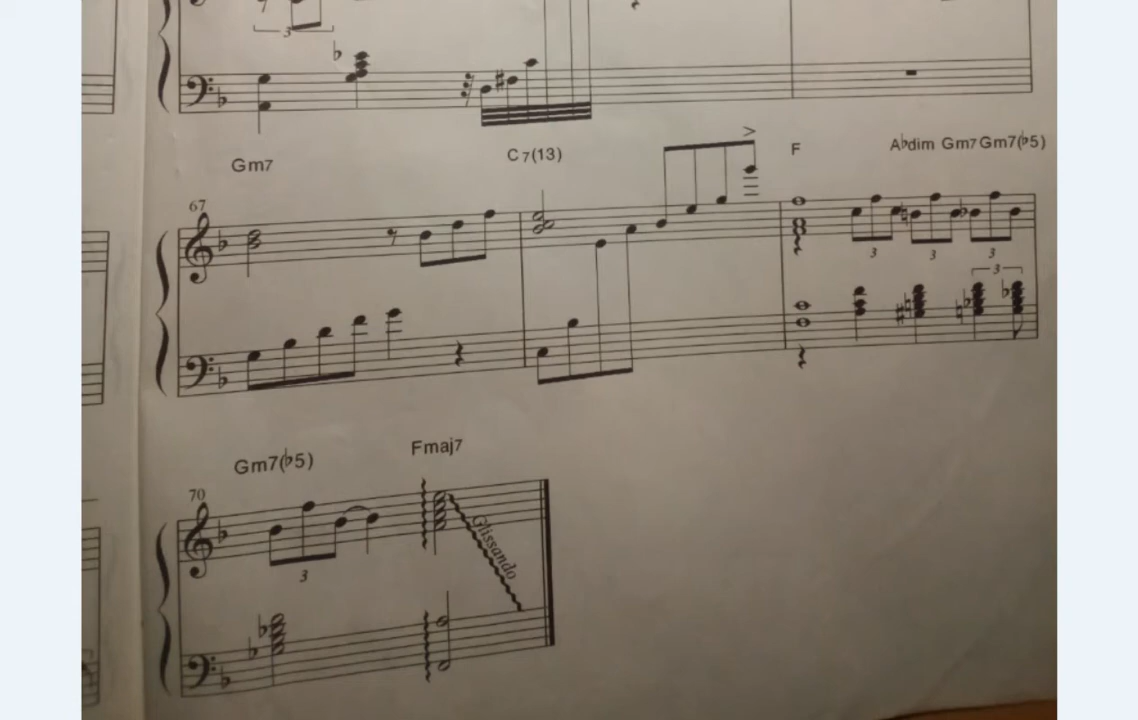 3
Gm7 C7(13) F A♭dim Gm7 Gm7(♭5)
67
3 3 3
3
Gm7(♭5) Fmaj7
70
Glissando
3